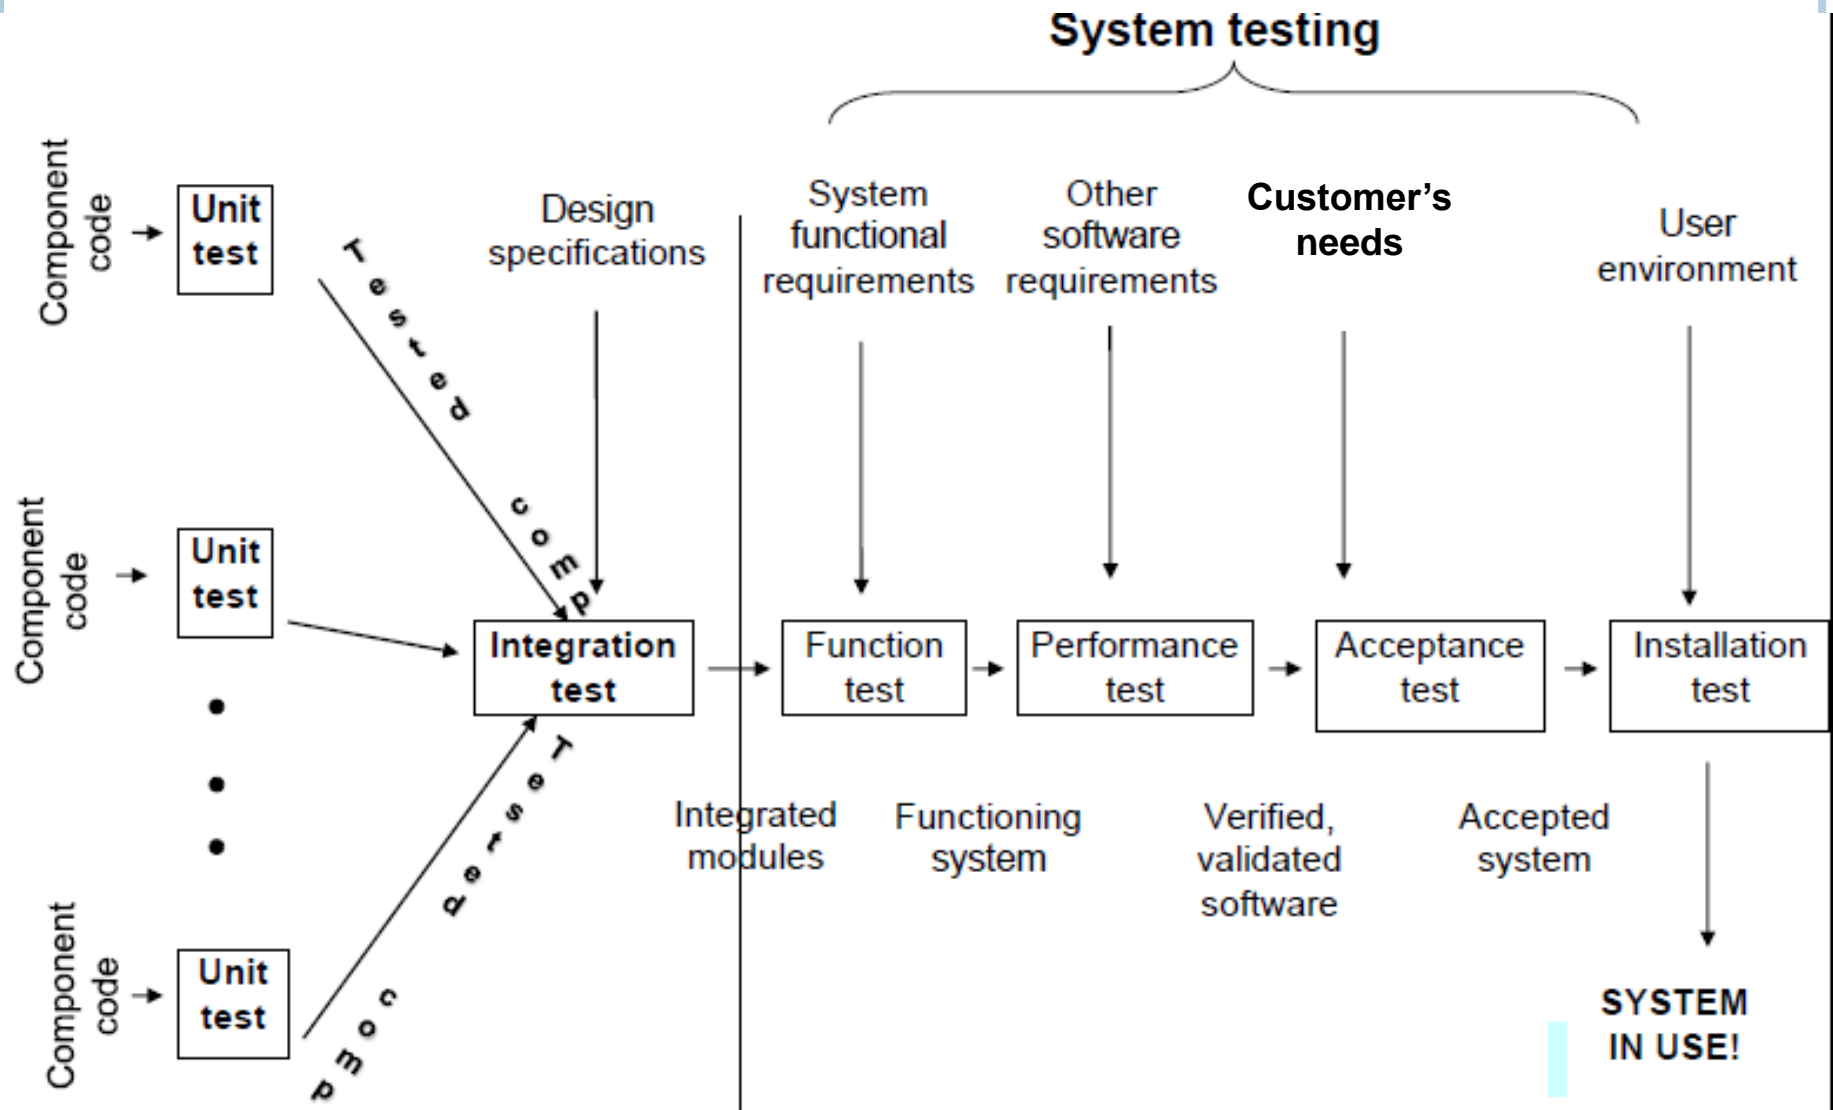 System testing
Component
code
Unit
test
Tested comp
Design
specifications
System
functional
requirements
Other
software
requirements
Customer’s
needs
User
environment
Component
code
Unit
test
Integration
test
Function
test
Performance
test
Acceptance
test
Installation
test
Tested comp
Integrated
modules
Functioning
system
Verified,
validated
software
Accepted
system
Component
code
Unit
test
SYSTEM
IN USE!